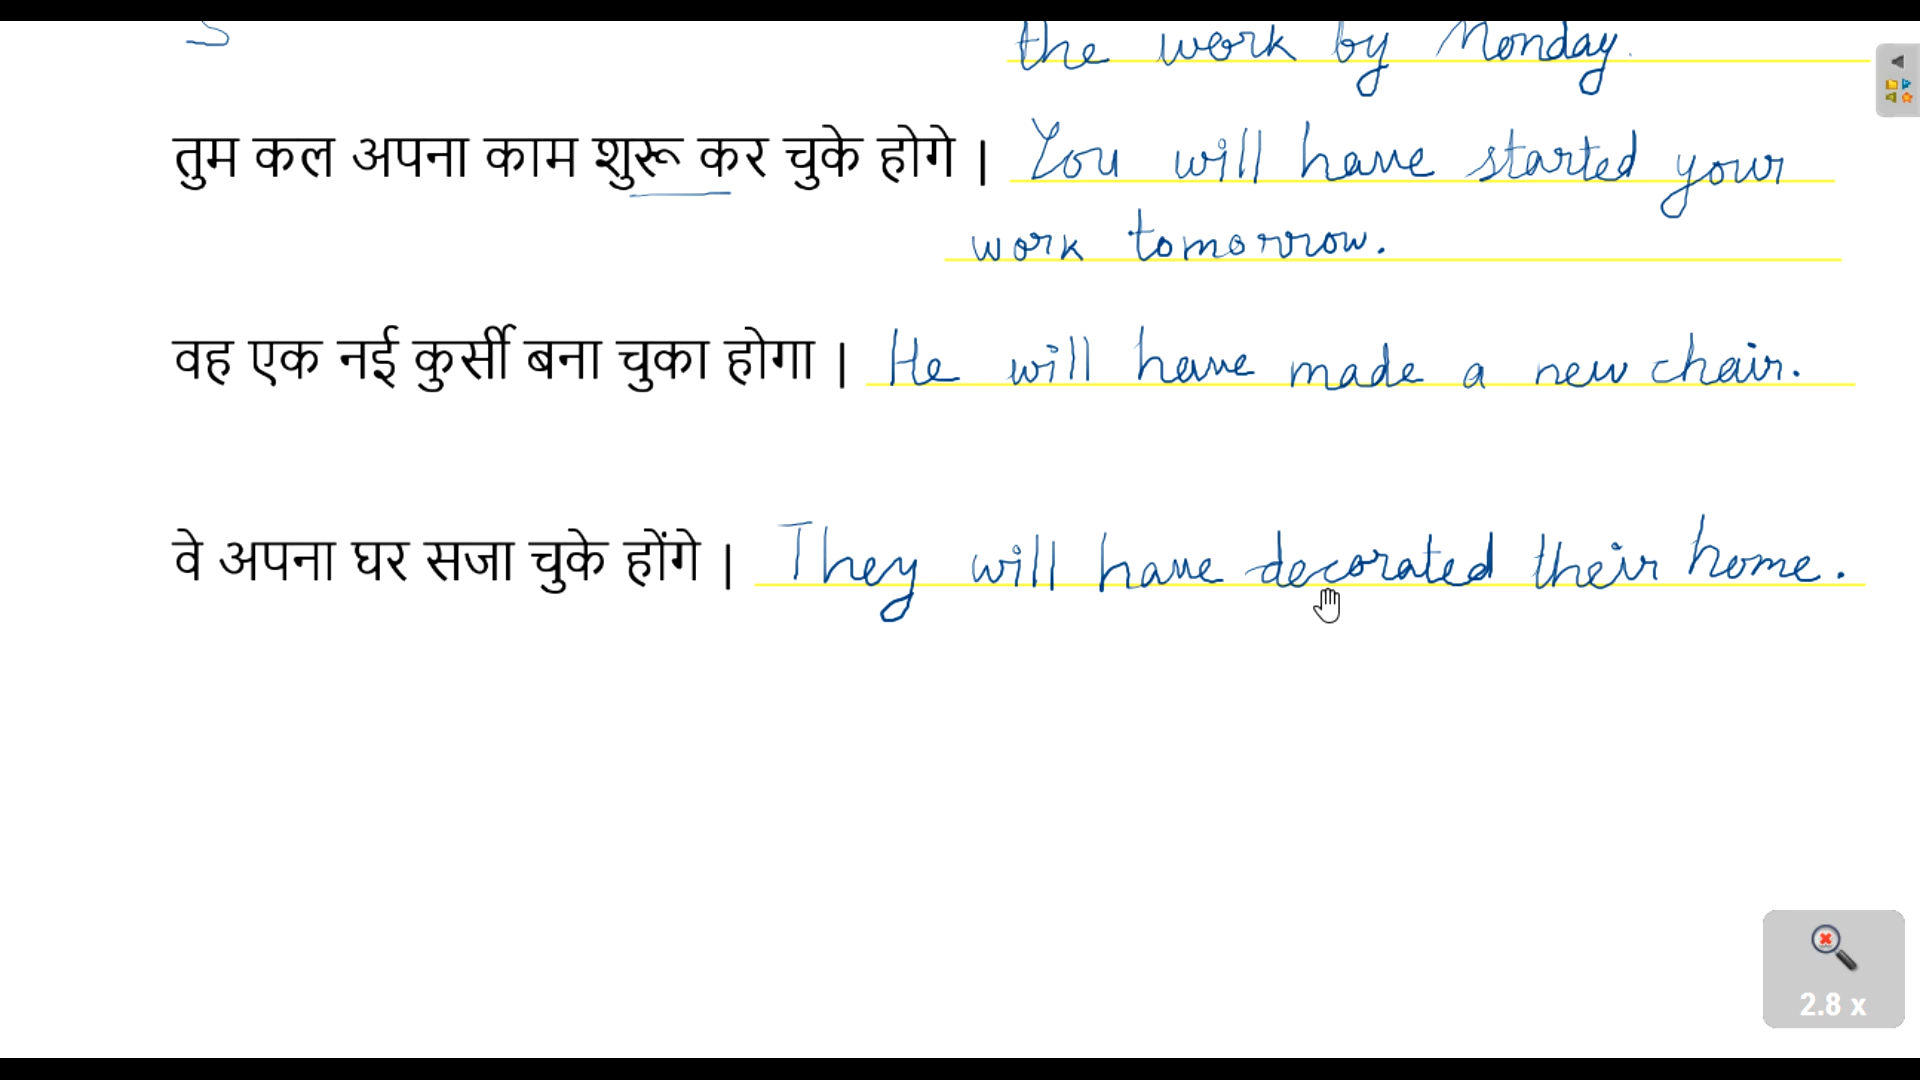 the work by Monday.
तुम कल अपना काम शुरू कर चुके होगे | You will have started your
work tomorrow.
वह एक नई कुर्सी बना चुका होगा | He will have made a new chair.
वे अपना घर सजा चुके होंगे | They will have decorated their home.
2.8 x